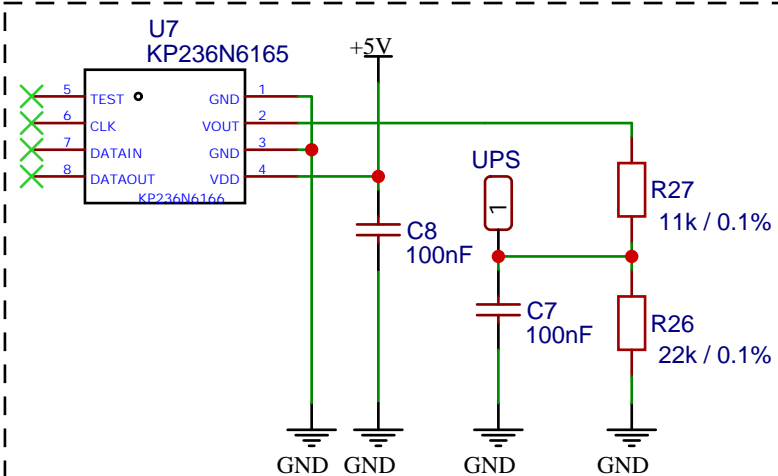 U7
KP236N6165
+5V
5 TEST GND 1
6 CLK VOUT 2
7 DATAIN GND 3
8 DATAOUT VDD 4
KP236N6166
UPS
1
R27
11k / 0.1%
C8
100nF
C7
100nF
R26
22k / 0.1%
GND GND GND GND